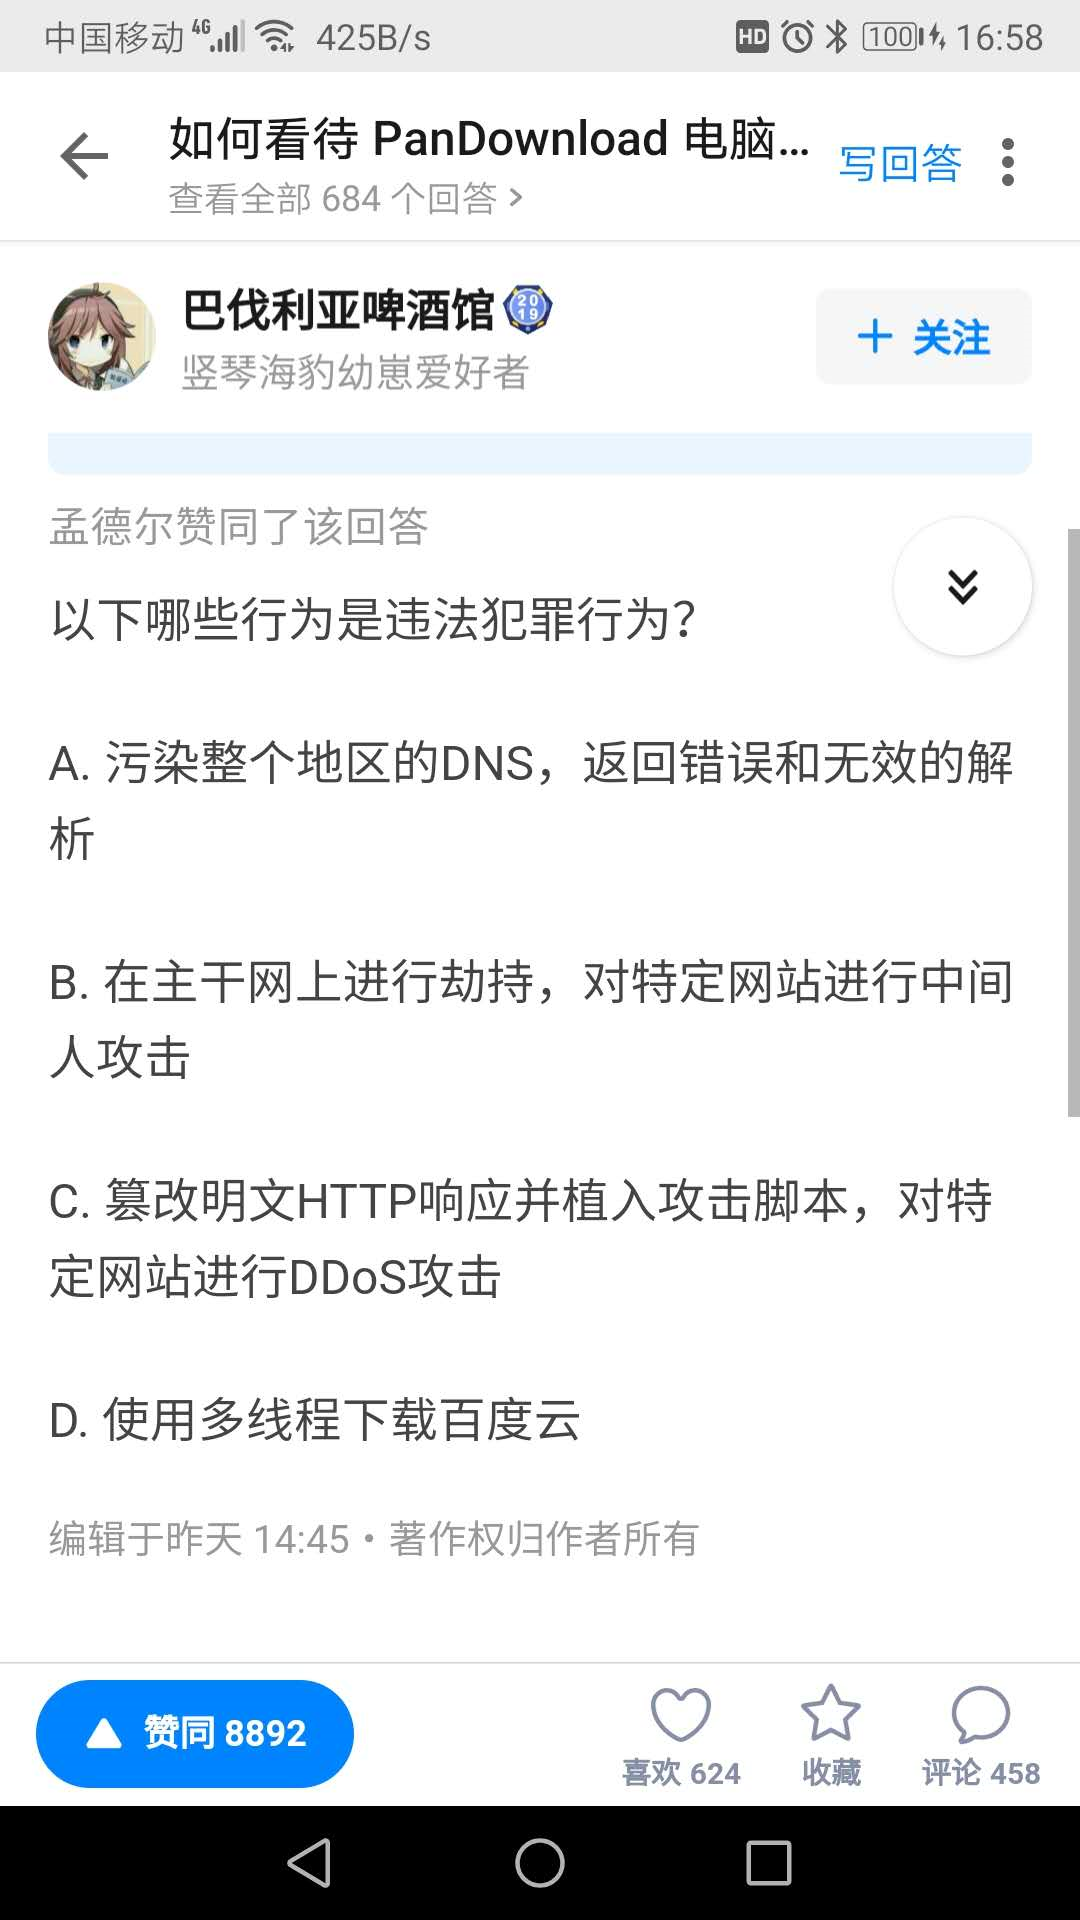 中国移动 4G 425B/s HD 100 16:58
如何看待 PanDownload 电脑...
写回答
查看全部 684 个回答 >
巴伐利亚啤酒馆 2019
竖琴海豹幼崽爱好者
+ 关注
孟德尔赞同了该回答
以下哪些行为是违法犯罪行为?
A. 污染整个地区的DNS，返回错误和无效的解
析
B. 在主干网上进行劫持，对特定网站进行中间
人攻击
C. 篡改明文HTTP响应并植入攻击脚本，对特
定网站进行DDoS攻击
D. 使用多线程下载百度云
编辑于昨天 14:45 · 著作权归作者所有
赞同 8892
喜欢 624
收藏
评论 458